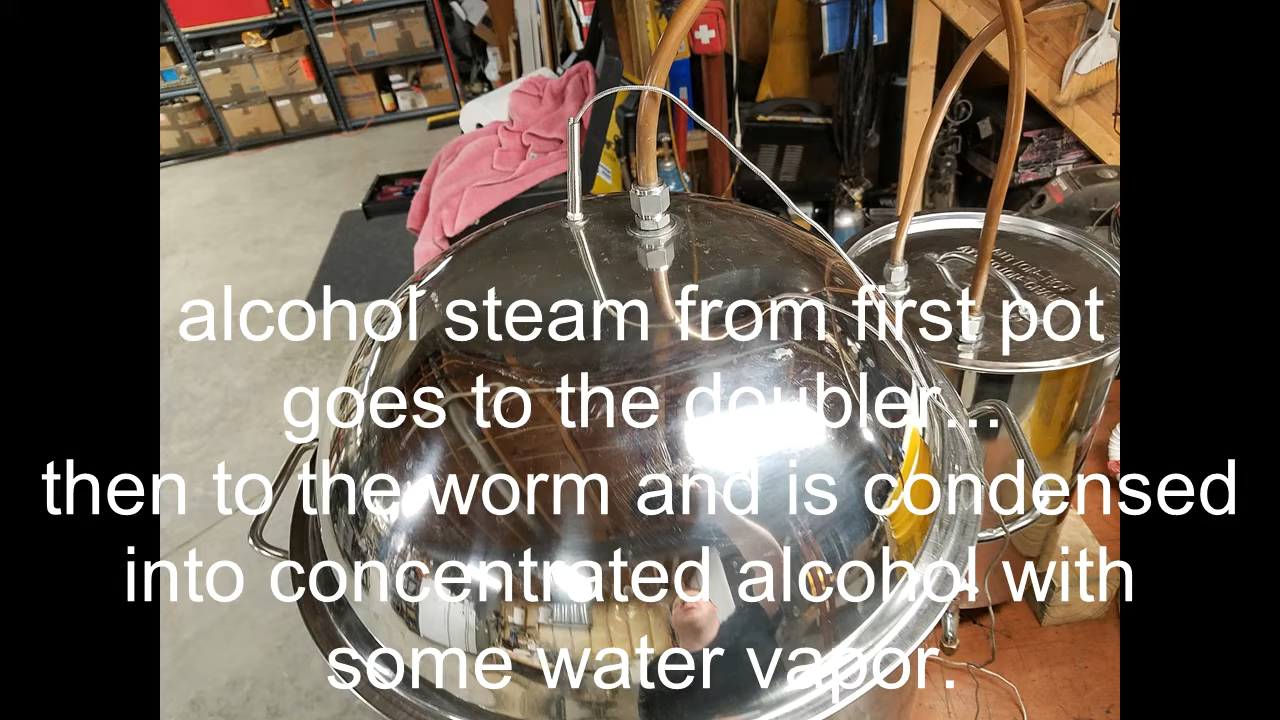 alcohol steam from first pot
goes to the doubler...
then to the worm and is condensed
into concentrated alcohol with
some water vapor.